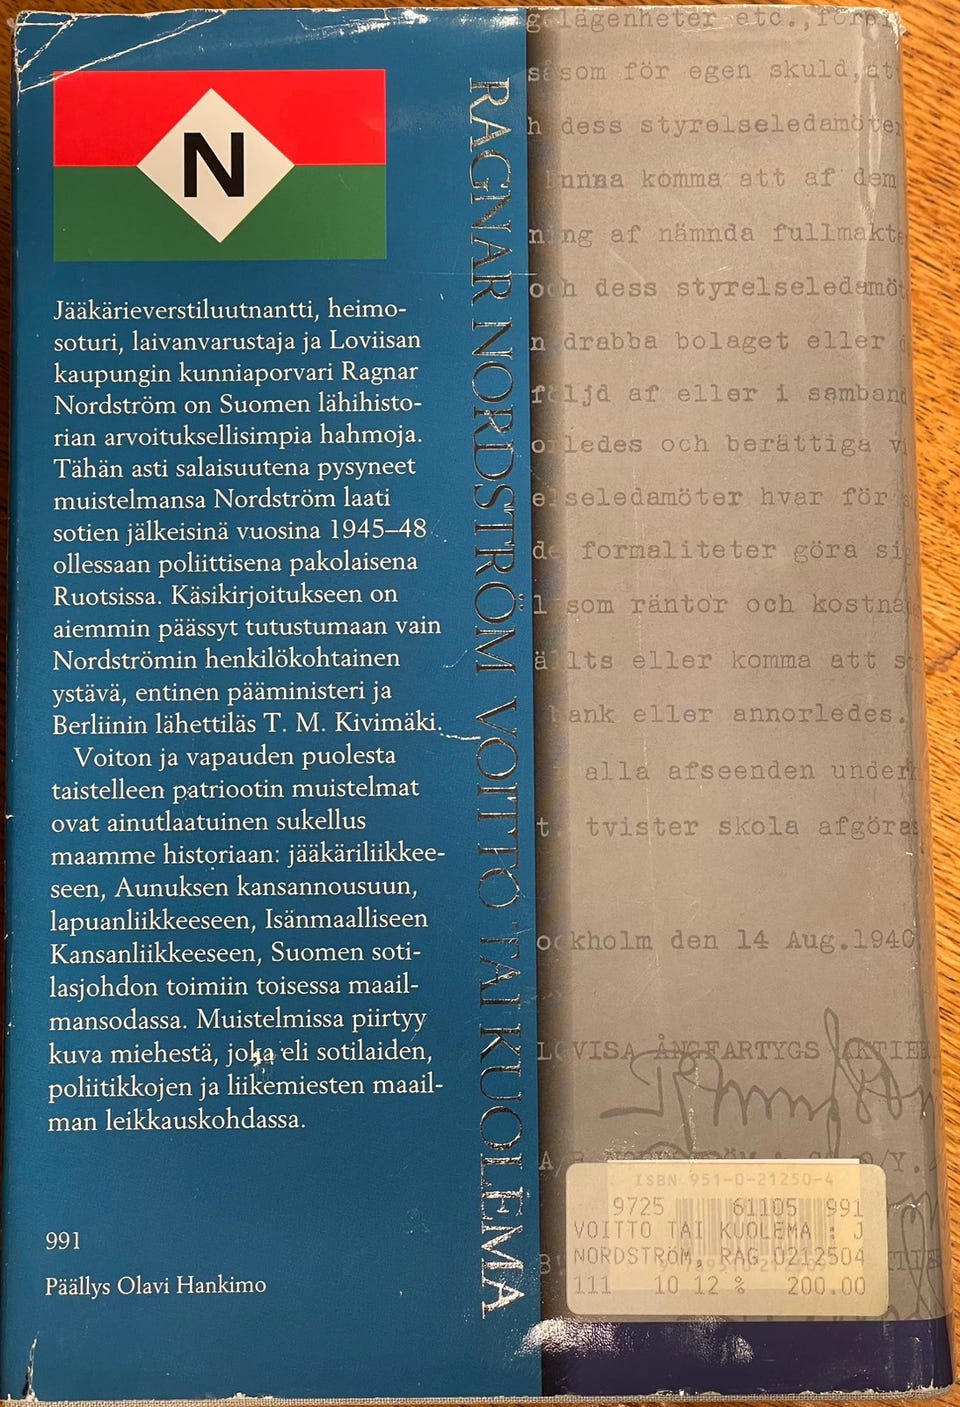 N
Jääkärieverstiluutnantti, heimo-
soturi, laivanvarustaja ja Loviisan
kaupungin kunniaporvari Ragnar
Nordström on Suomen lähihisto-
rian arvoituksellisimpia hahmoja.
Tähän asti salaisuutena pysyneet
muistelmansa Nordström laati
sotien jälkeisinä vuosina 1945–48
ollessaan poliittisena pakolaisena
Ruotsissa. Käsikirjoitukseen on
aiemmin päässyt tutustumaan vain
Nordströmin henkilökohtainen
ystävä, entinen pääministeri ja
Berliinin lähettiläs T. M. Kivimäki.
Voiton ja vapauden puolesta
taistelleen patriootin muistelmat
ovat ainutlaatuinen sukellus
maamme historiaan: jääkäriliikkee-
seen, Aunuksen kansannousuun,
lapuanliikkeeseen, Isänmaalliseen
Kansanliikkeeseen, Suomen soti-
lasjohdon toimiin toisessa maail-
mansodassa. Muistelmissa piirtyy
kuva miehestä, joka eli sotilaiden,
poliitikkojen ja liikemiesten maail-
man leikkauskohdassa.
991
Päällys Olavi Hankimo
RAGNAR NORDSTRÖM VOITTO TAI KUOLEMA
lägenheter etc.,
som för egen skuld,
dess styrelseledamöter
komma att af dem
af nämnda fullmakt
dess styrelseledamöt
drabba bolaget eller
af eller i samband
och berättiga
seledamöter hvar för
formaliteter göra
som räntor och kostna
eller komma att
bank eller annorledes.
alla afseenden under
t. tvister skola afgöras
ockholm den 14 Aug. 1940
LOVISA ÅNGFARTYGS AKTIE
ISBN 951-0-21250-4
9725 61105 991
VOITTO TAI KUOLEMA : J
NORDSTRÖM, RAG 0212504
111 10 12 % 200.00